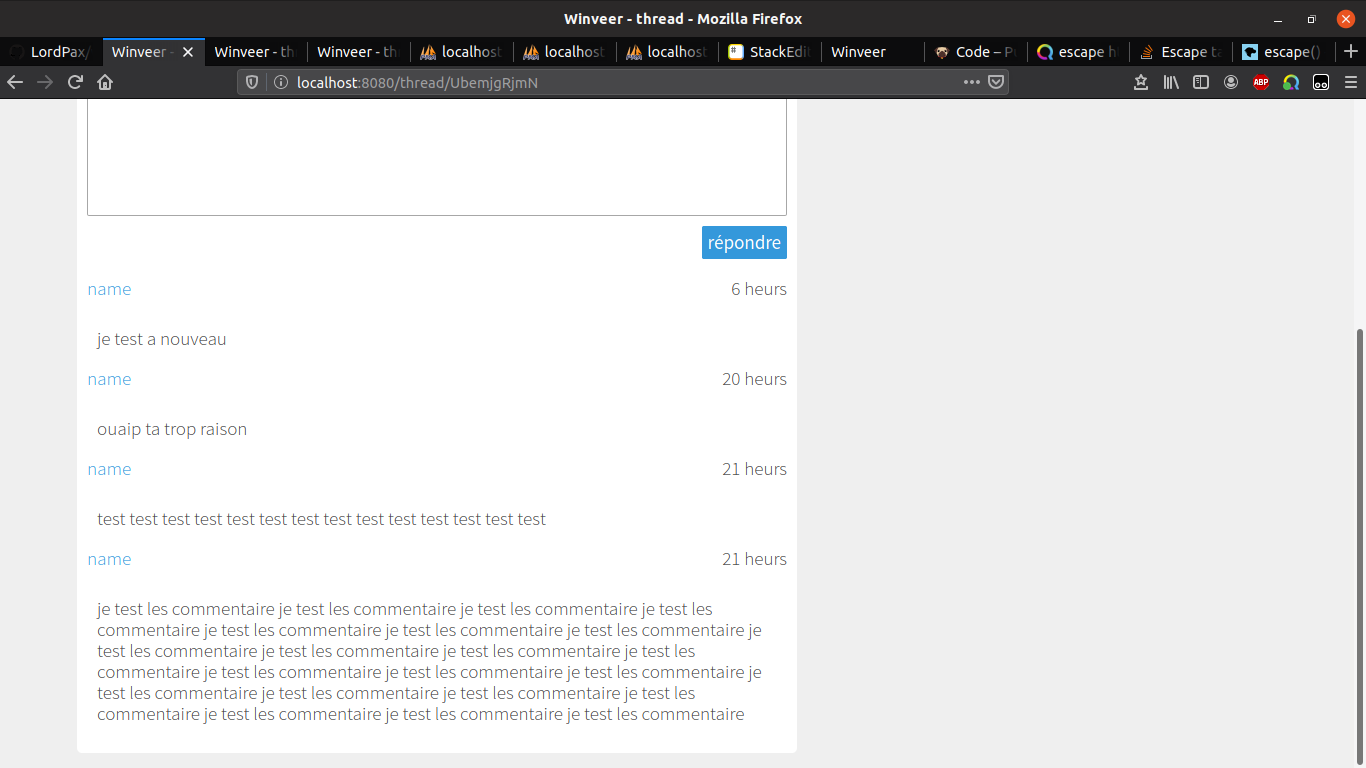 Winveer - thread - Mozilla Firefox
LordPax/
Winveer -
Winveer - th
Winveer - th
localhost
localhost
localhost
StackEdi
Winveer
Code – P
escape h
Escape ta
escape()
localhost:8080/thread/UbemjgRjmN
ABP
répondre
name
6 heurs
je test a nouveau
name
20 heurs
ouaip ta trop raison
name
21 heurs
test test test test test test test test test test test test test test
name
21 heurs
je test les commentaire je test les commentaire je test les commentaire je test les
commentaire je test les commentaire je test les commentaire je test les commentaire je
test les commentaire je test les commentaire je test les commentaire je test les
commentaire je test les commentaire je test les commentaire je test les commentaire je
test les commentaire je test les commentaire je test les commentaire je test les
commentaire je test les commentaire je test les commentaire je test les commentaire